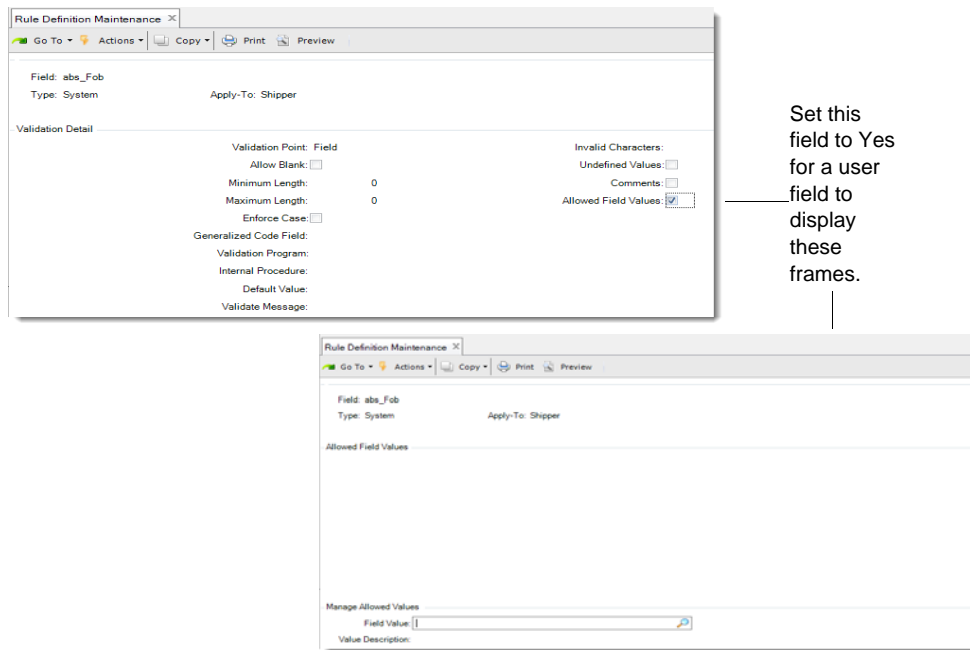 Rule Definition Maintenance ×
Go To Actions Copy Print Preview
Field: abs_Fob
Type: System Apply-To: Shipper
Validation Detail
Validation Point: Field Invalid Characters:
Allow Blank: Undefined Values:
Minimum Length: 0 Comments:
Maximum Length: 0 Allowed Field Values:
Enforce Case:
Generalized Code Field:
Validation Program:
Internal Procedure:
Default Value:
Validate Message:
Set this
field to Yes
for a user
field to
display
these
frames.
Rule Definition Maintenance ×
Go To Actions Copy Print Preview
Field: abs_Fob
Type: System Apply-To: Shipper
Allowed Field Values
Manage Allowed Values
Field Value:
Value Description: